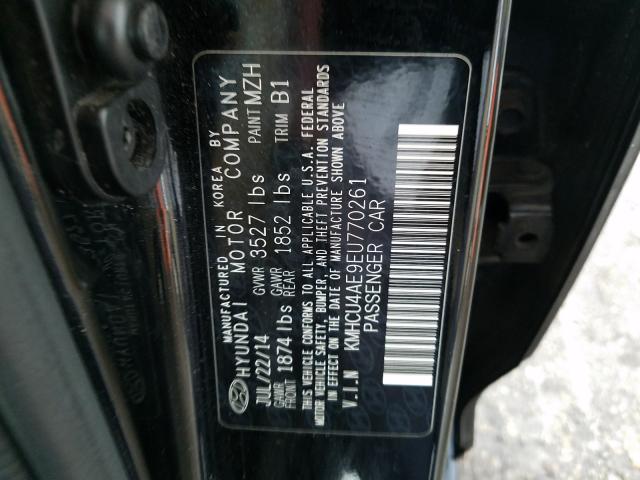 MANUFACTURED IN KOREA BY
HYUNDAI MOTOR COMPANY
JUL/22/14 GVWR 3527 lbs PAINT MZH
GAWR FRONT 1874 lbs GAWR REAR 1852 lbs TRIM B1
THIS VEHICLE CONFORMS TO ALL APPLICABLE U.S.A. FEDERAL
MOTOR VEHICLE SAFETY, BUMPER, AND THEFT PREVENTION STANDARDS
IN EFFECT ON THE DATE OF MANUFACTURE SHOWN ABOVE
V.I.N KMHCU4AE9EU770261
PASSENGER CAR